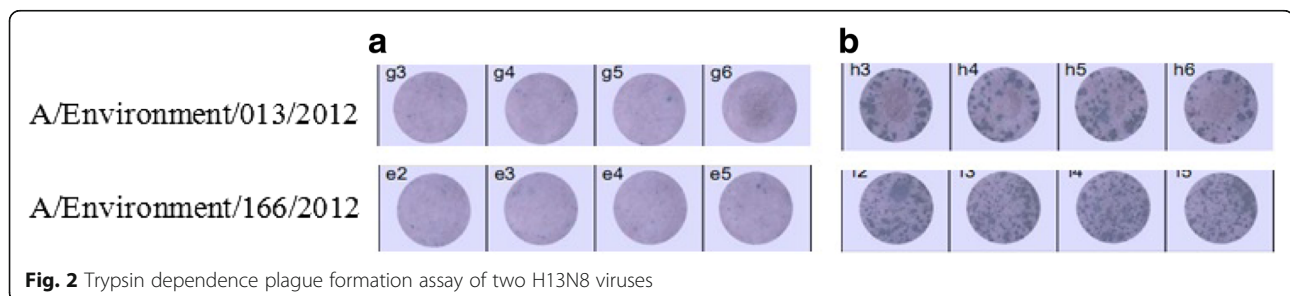 a
b
g3 g4 g5 g6
h3 h4 h5 h6
A/Environment/013/2012
e2 e3 e4 e5
A/Environment/166/2012
Fig. 2 Trypsin dependence plague formation assay of two H13N8 viruses